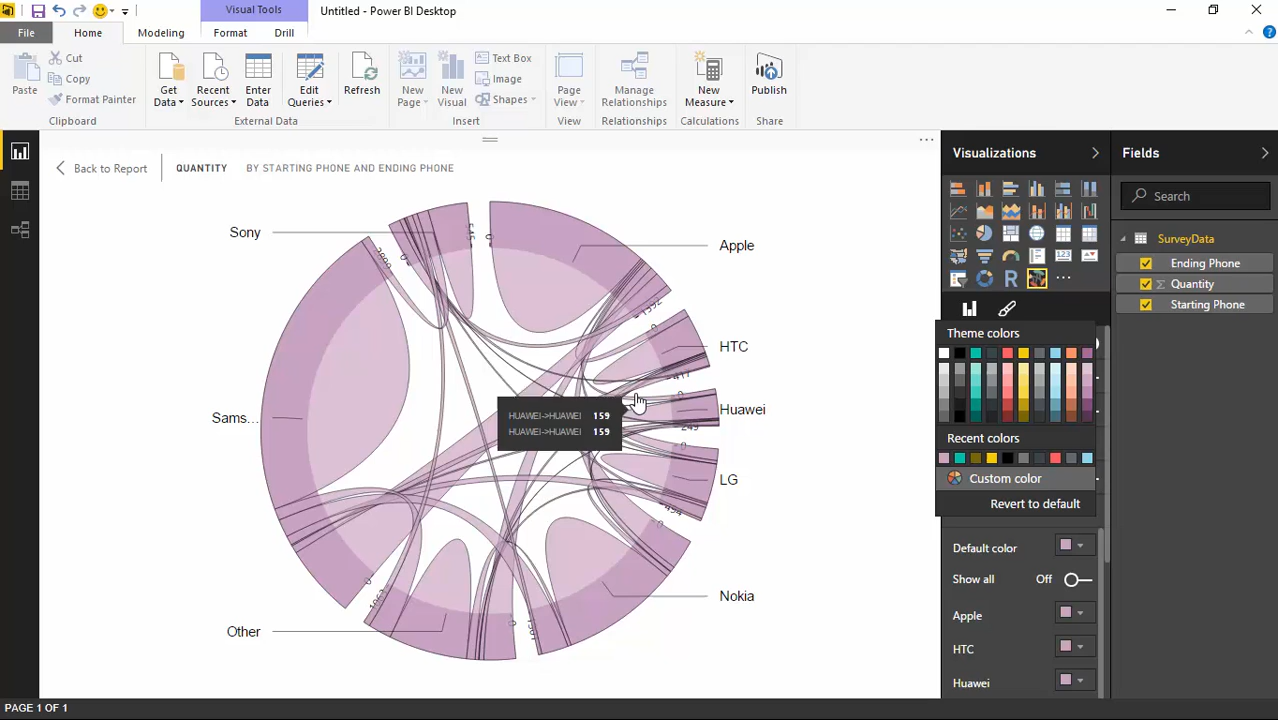 Visual Tools
Untitled - Power BI Desktop
File
Home
Modeling
Format
Drill
Paste
Cut
Copy
Format Painter
Clipboard
Get Data
Recent Sources
Enter Data
Edit Queries
Refresh
External Data
New Page
New Visual
Text Box
Image
Shapes
Insert
Page View
View
Manage Relationships
Relationships
New Measure
Calculations
Publish
Share
Back to Report
QUANTITY
BY STARTING PHONE AND ENDING PHONE
Sony
Apple
HTC
Huawei
LG
Nokia
Other
Sams...
HUAWEI->HUAWEI 159
HUAWEI->HUAWEI 159
Visualizations
Theme colors
Recent colors
Custom color
Revert to default
Default color
Show all Off
Apple
HTC
Huawei
Fields
Search
SurveyData
Ending Phone
Σ Quantity
Starting Phone
PAGE 1 OF 1